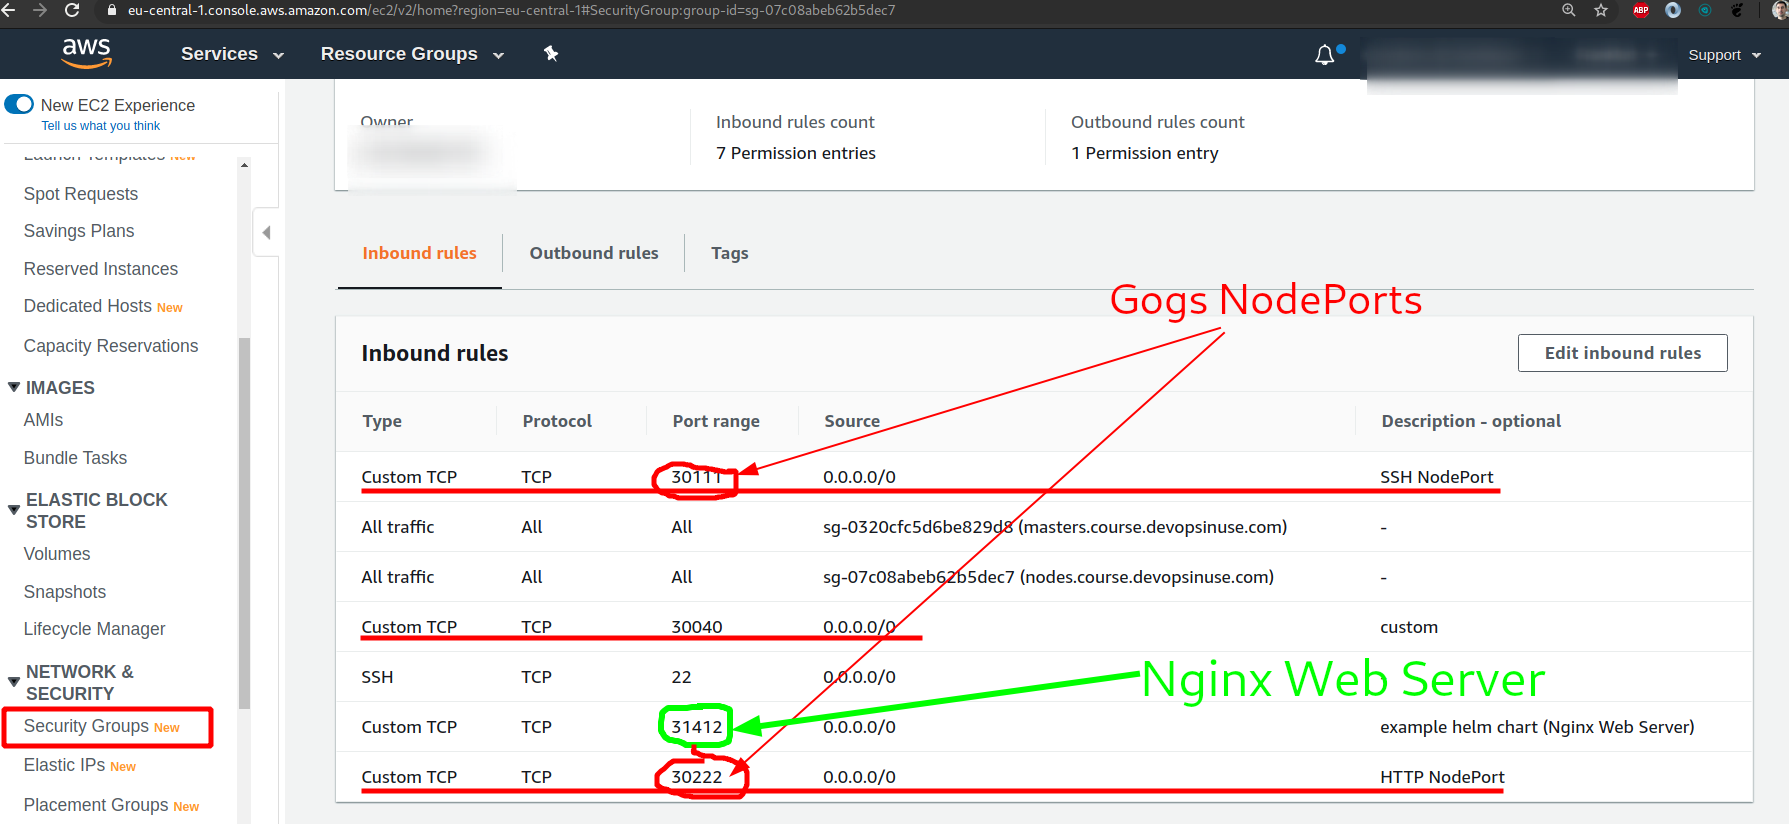 eu-central-1.console.aws.amazon.com/ec2/v2/home?region=eu-central-1#SecurityGroup:group-id=sg-07c08abeb62b5dec7
ABP
aws Services Resource Groups Support
New EC2 Experience
Tell us what you think
Launch Templates New
Spot Requests
Savings Plans
Reserved Instances
Dedicated Hosts New
Capacity Reservations
IMAGES
AMIs
Bundle Tasks
ELASTIC BLOCK
STORE
Volumes
Snapshots
Lifecycle Manager
NETWORK &
SECURITY
Security Groups New
Elastic IPs New
Placement Groups New
Owner
Inbound rules count
7 Permission entries
Outbound rules count
1 Permission entry
Inbound rules Outbound rules Tags
Gogs NodePorts
Inbound rules
Edit inbound rules
Type Protocol Port range Source Description - optional
Custom TCP TCP 30111 0.0.0.0/0 SSH NodePort
All traffic All All sg-0320cfc5d6be829d8 (masters.course.devopsinuse.com) -
All traffic All All sg-07c08abeb62b5dec7 (nodes.course.devopsinuse.com) -
Custom TCP TCP 30040 0.0.0.0/0 custom
SSH TCP 22 0.0.0.0/0 -
Nginx Web Server
Custom TCP TCP 31412 0.0.0.0/0 example helm chart (Nginx Web Server)
Custom TCP TCP 30222 0.0.0.0/0 HTTP NodePort